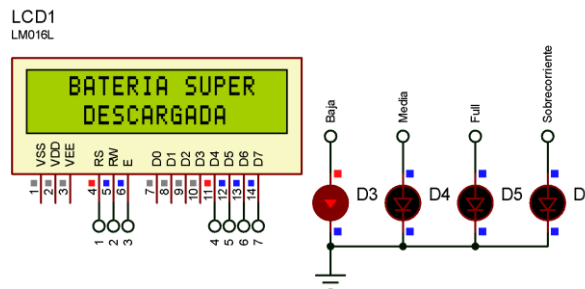 LCD1
LM016L
BATERIA SUPER
DESCARGADA
VSS
VDD
VEE
RS
RW
E
D0
D1
D2
D3
D4
D5
D6
D7
1
2
3
4
5
6
7
8
9
10
11
12
13
14
1
2
3
4
5
6
7
Baja
Media
Full
Sobrecorriente
D3
D4
D5
D